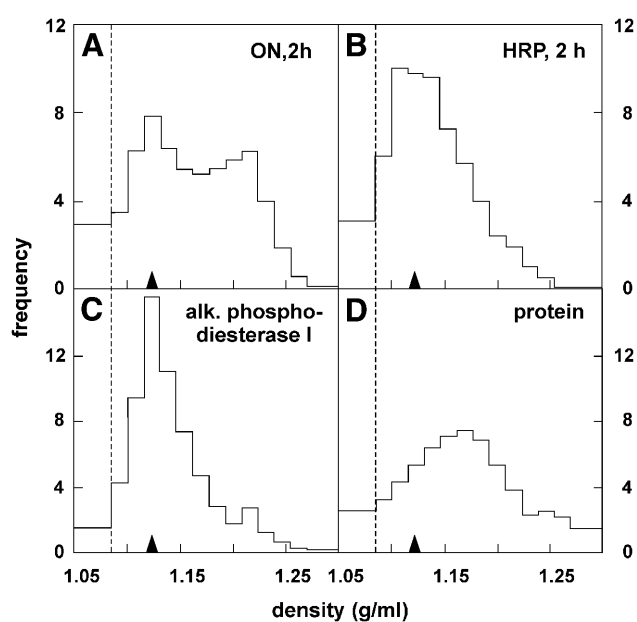 12
A
ON,2h
B
HRP, 2 h
12
8
8
4
4
0
0
frequency
C
alk. phospho-
diesterase I
D
protein
12
12
8
8
4
4
0
0
1.05
1.15
1.25
1.05
1.15
1.25
density (g/ml)